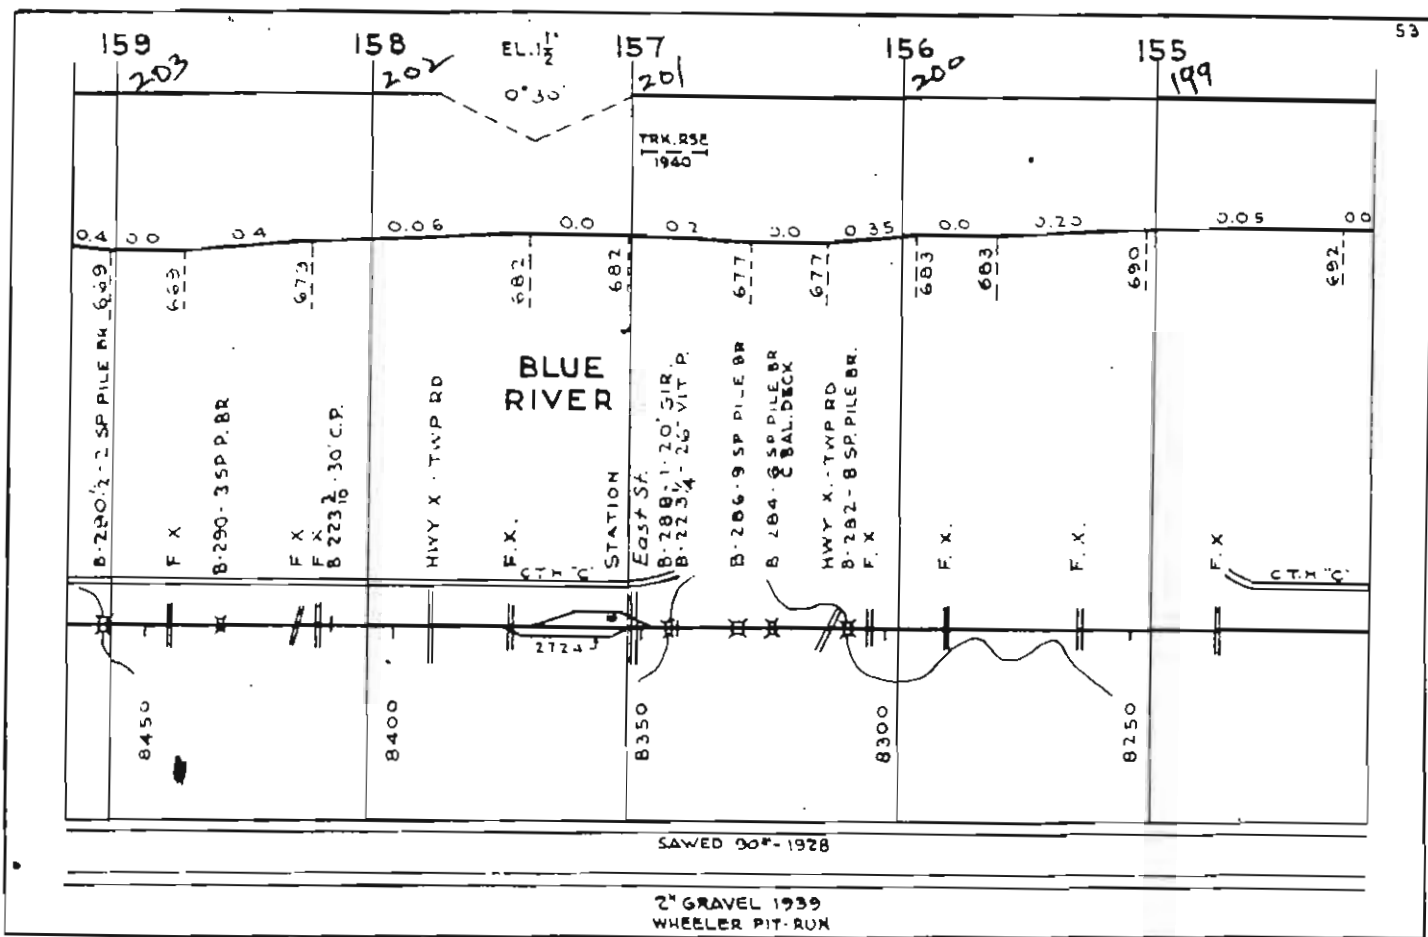 53
159 158 EL. 1½" 157 156 155
203 202 201 200 199
0°30'
TRK. RSE
1940
0.4 0.0 0.4 0.06 0.0 0.2 0.0 0.35 0.0 0.20 0.05 0.0
669 669 673 682 682 677 677 683 683 690 692
BLUE
RIVER
B-290½-2 SP PILE BR
F X
B-290-3 SP P. BR
F X
F X
B 223 2/10 - 30' C.P.
HWY X - TWP RD
F. X.
STATION
East St.
B-288-1-20' GIR.
B-223¼-26" VIT P.
B-286-9 SP PILE BR
B 284-6 SP PILE BR
C BAL. DECK
HWY X. - TWP RD
B-282-8 SP. PILE BR.
F. X
F. X.
F. X.
F. X
C T H "C" C T. H "C"
2724
8450 8400 8350 8300 8250
SAWED 90#-1928
2" GRAVEL 1939
WHEELER PIT-RUN